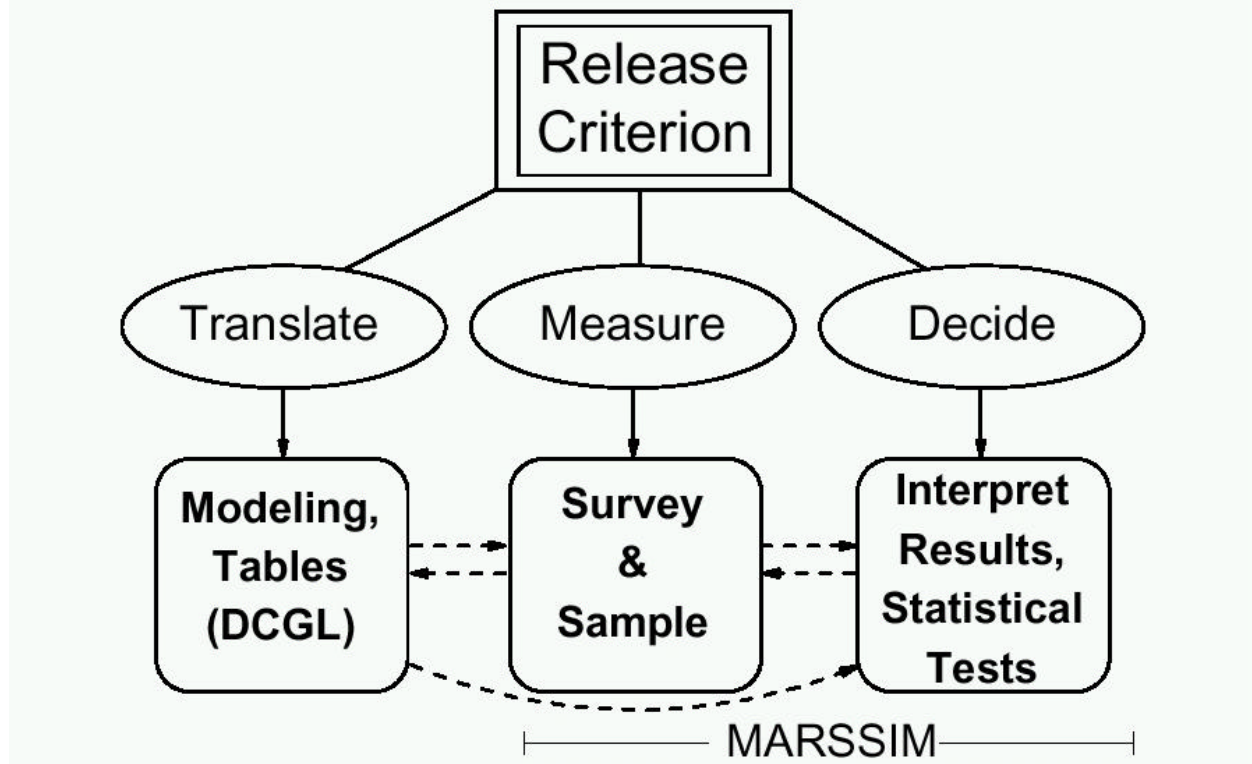 Release
Criterion
Translate
Measure
Decide
Modeling,
Tables
(DCGL)
Survey
&
Sample
Interpret
Results,
Statistical
Tests
MARSSIM